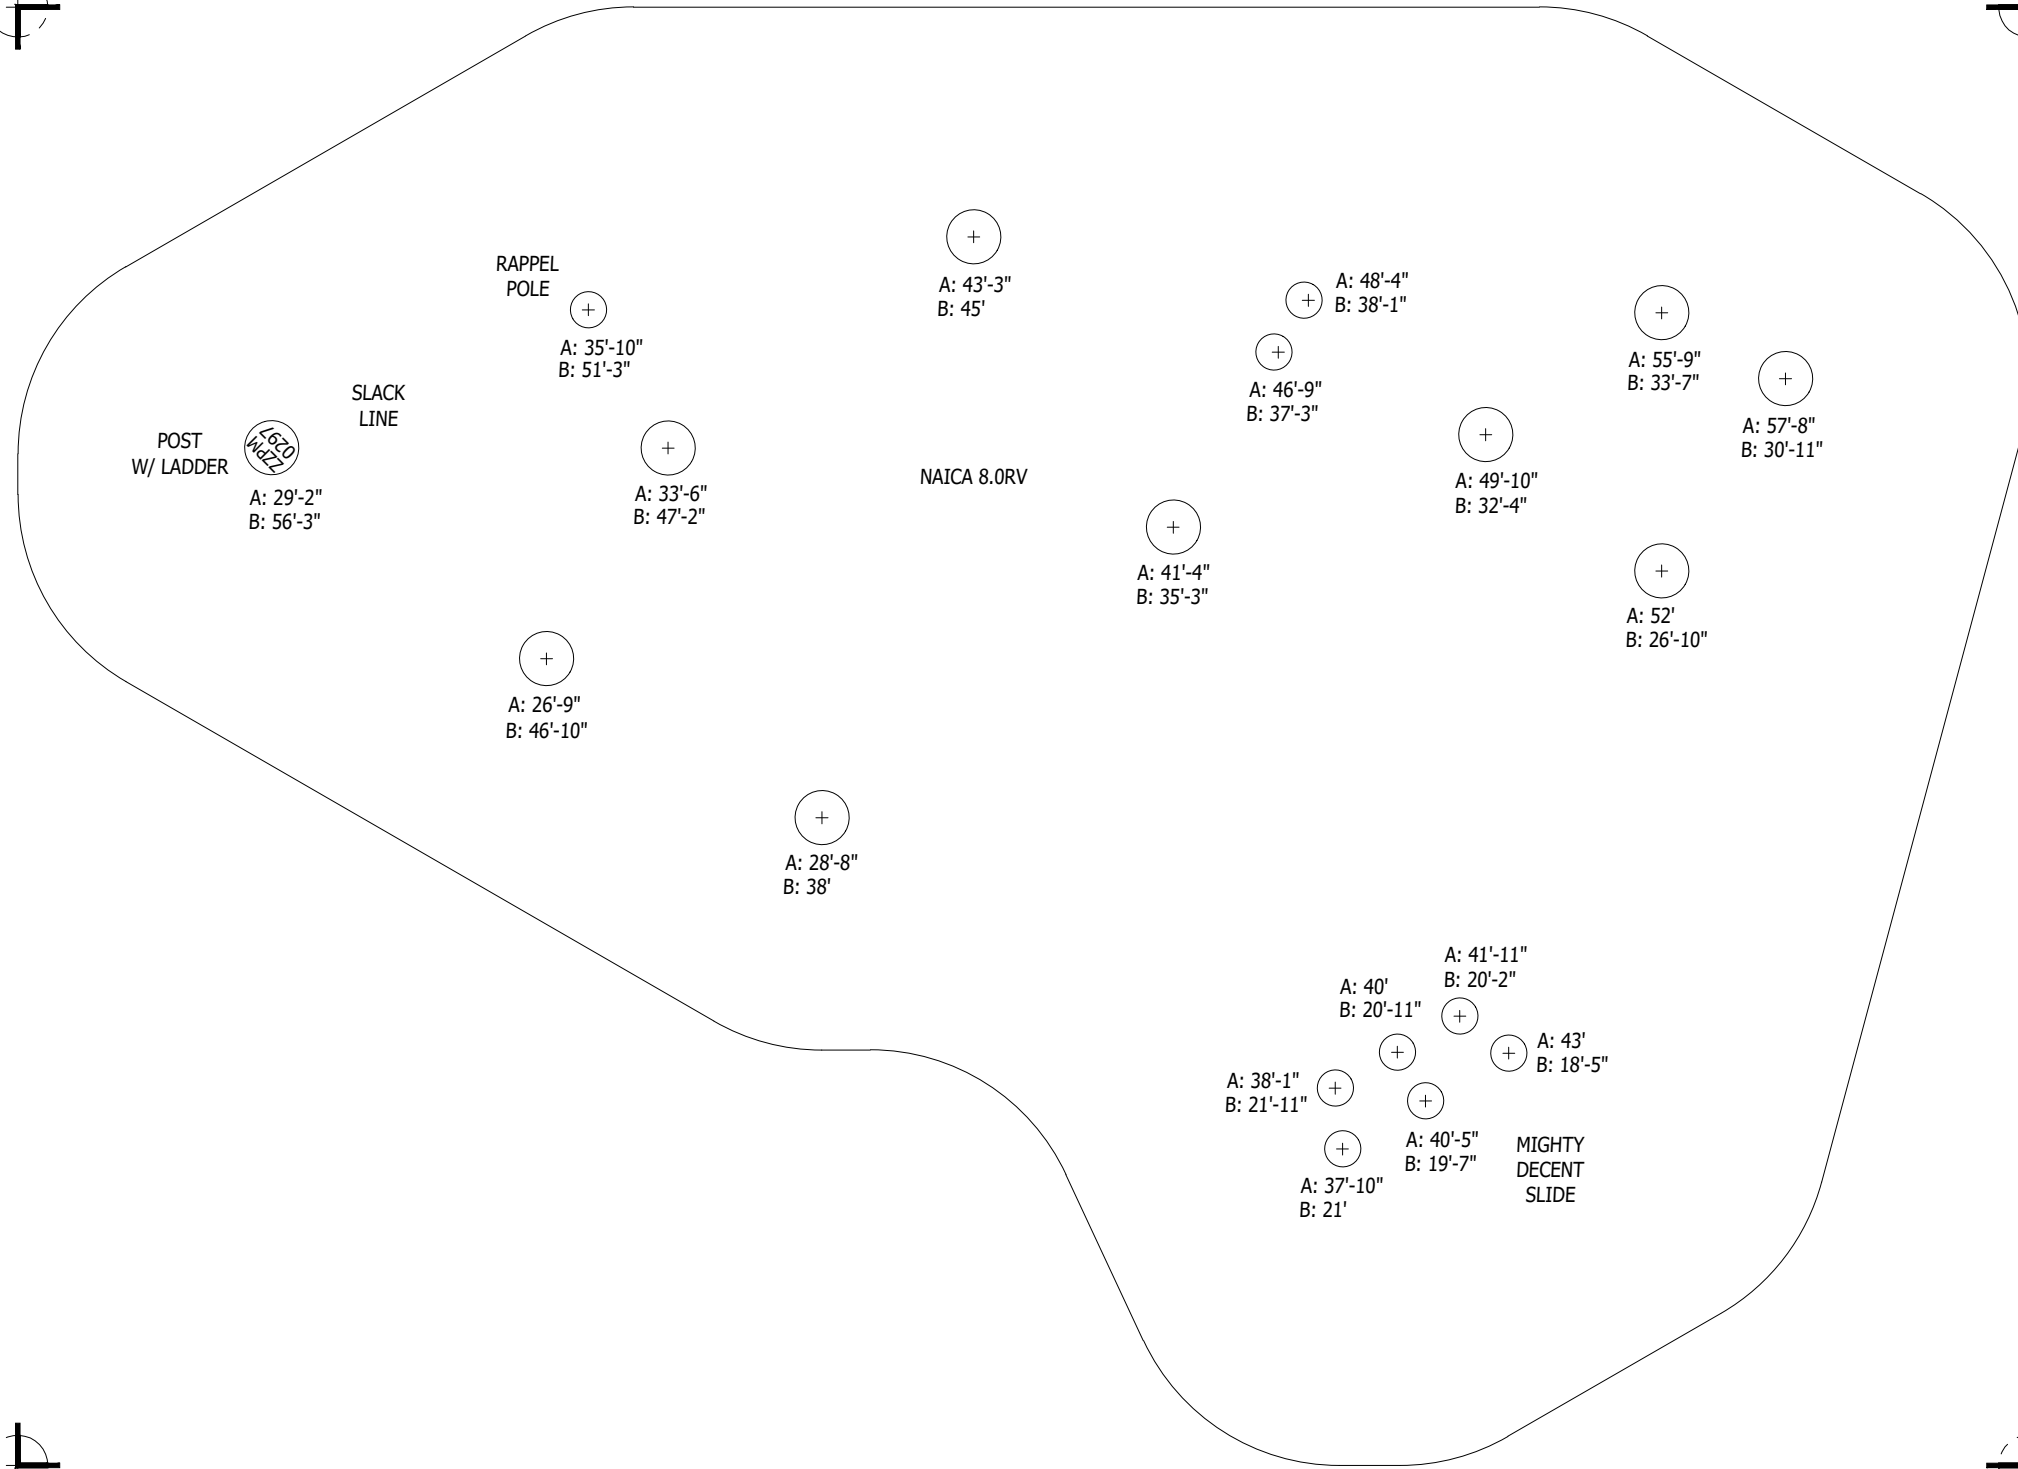 RAPPEL
POLE
A: 35'-10"
B: 51'-3"
A: 43'-3"
B: 45'
A: 48'-4"
B: 38'-1"
A: 46'-9"
B: 37'-3"
A: 55'-9"
B: 33'-7"
A: 57'-8"
B: 30'-11"
SLACK
LINE
POST
W/ LADDER
ZZPM
0297
A: 29'-2"
B: 56'-3"
A: 33'-6"
B: 47'-2"
NAICA 8.0RV
A: 49'-10"
B: 32'-4"
A: 41'-4"
B: 35'-3"
A: 52'
B: 26'-10"
A: 26'-9"
B: 46'-10"
A: 28'-8"
B: 38'
A: 41'-11"
B: 20'-2"
A: 40'
B: 20'-11"
A: 43'
B: 18'-5"
A: 38'-1"
B: 21'-11"
A: 40'-5"
B: 19'-7"
A: 37'-10"
B: 21'
MIGHTY
DECENT
SLIDE